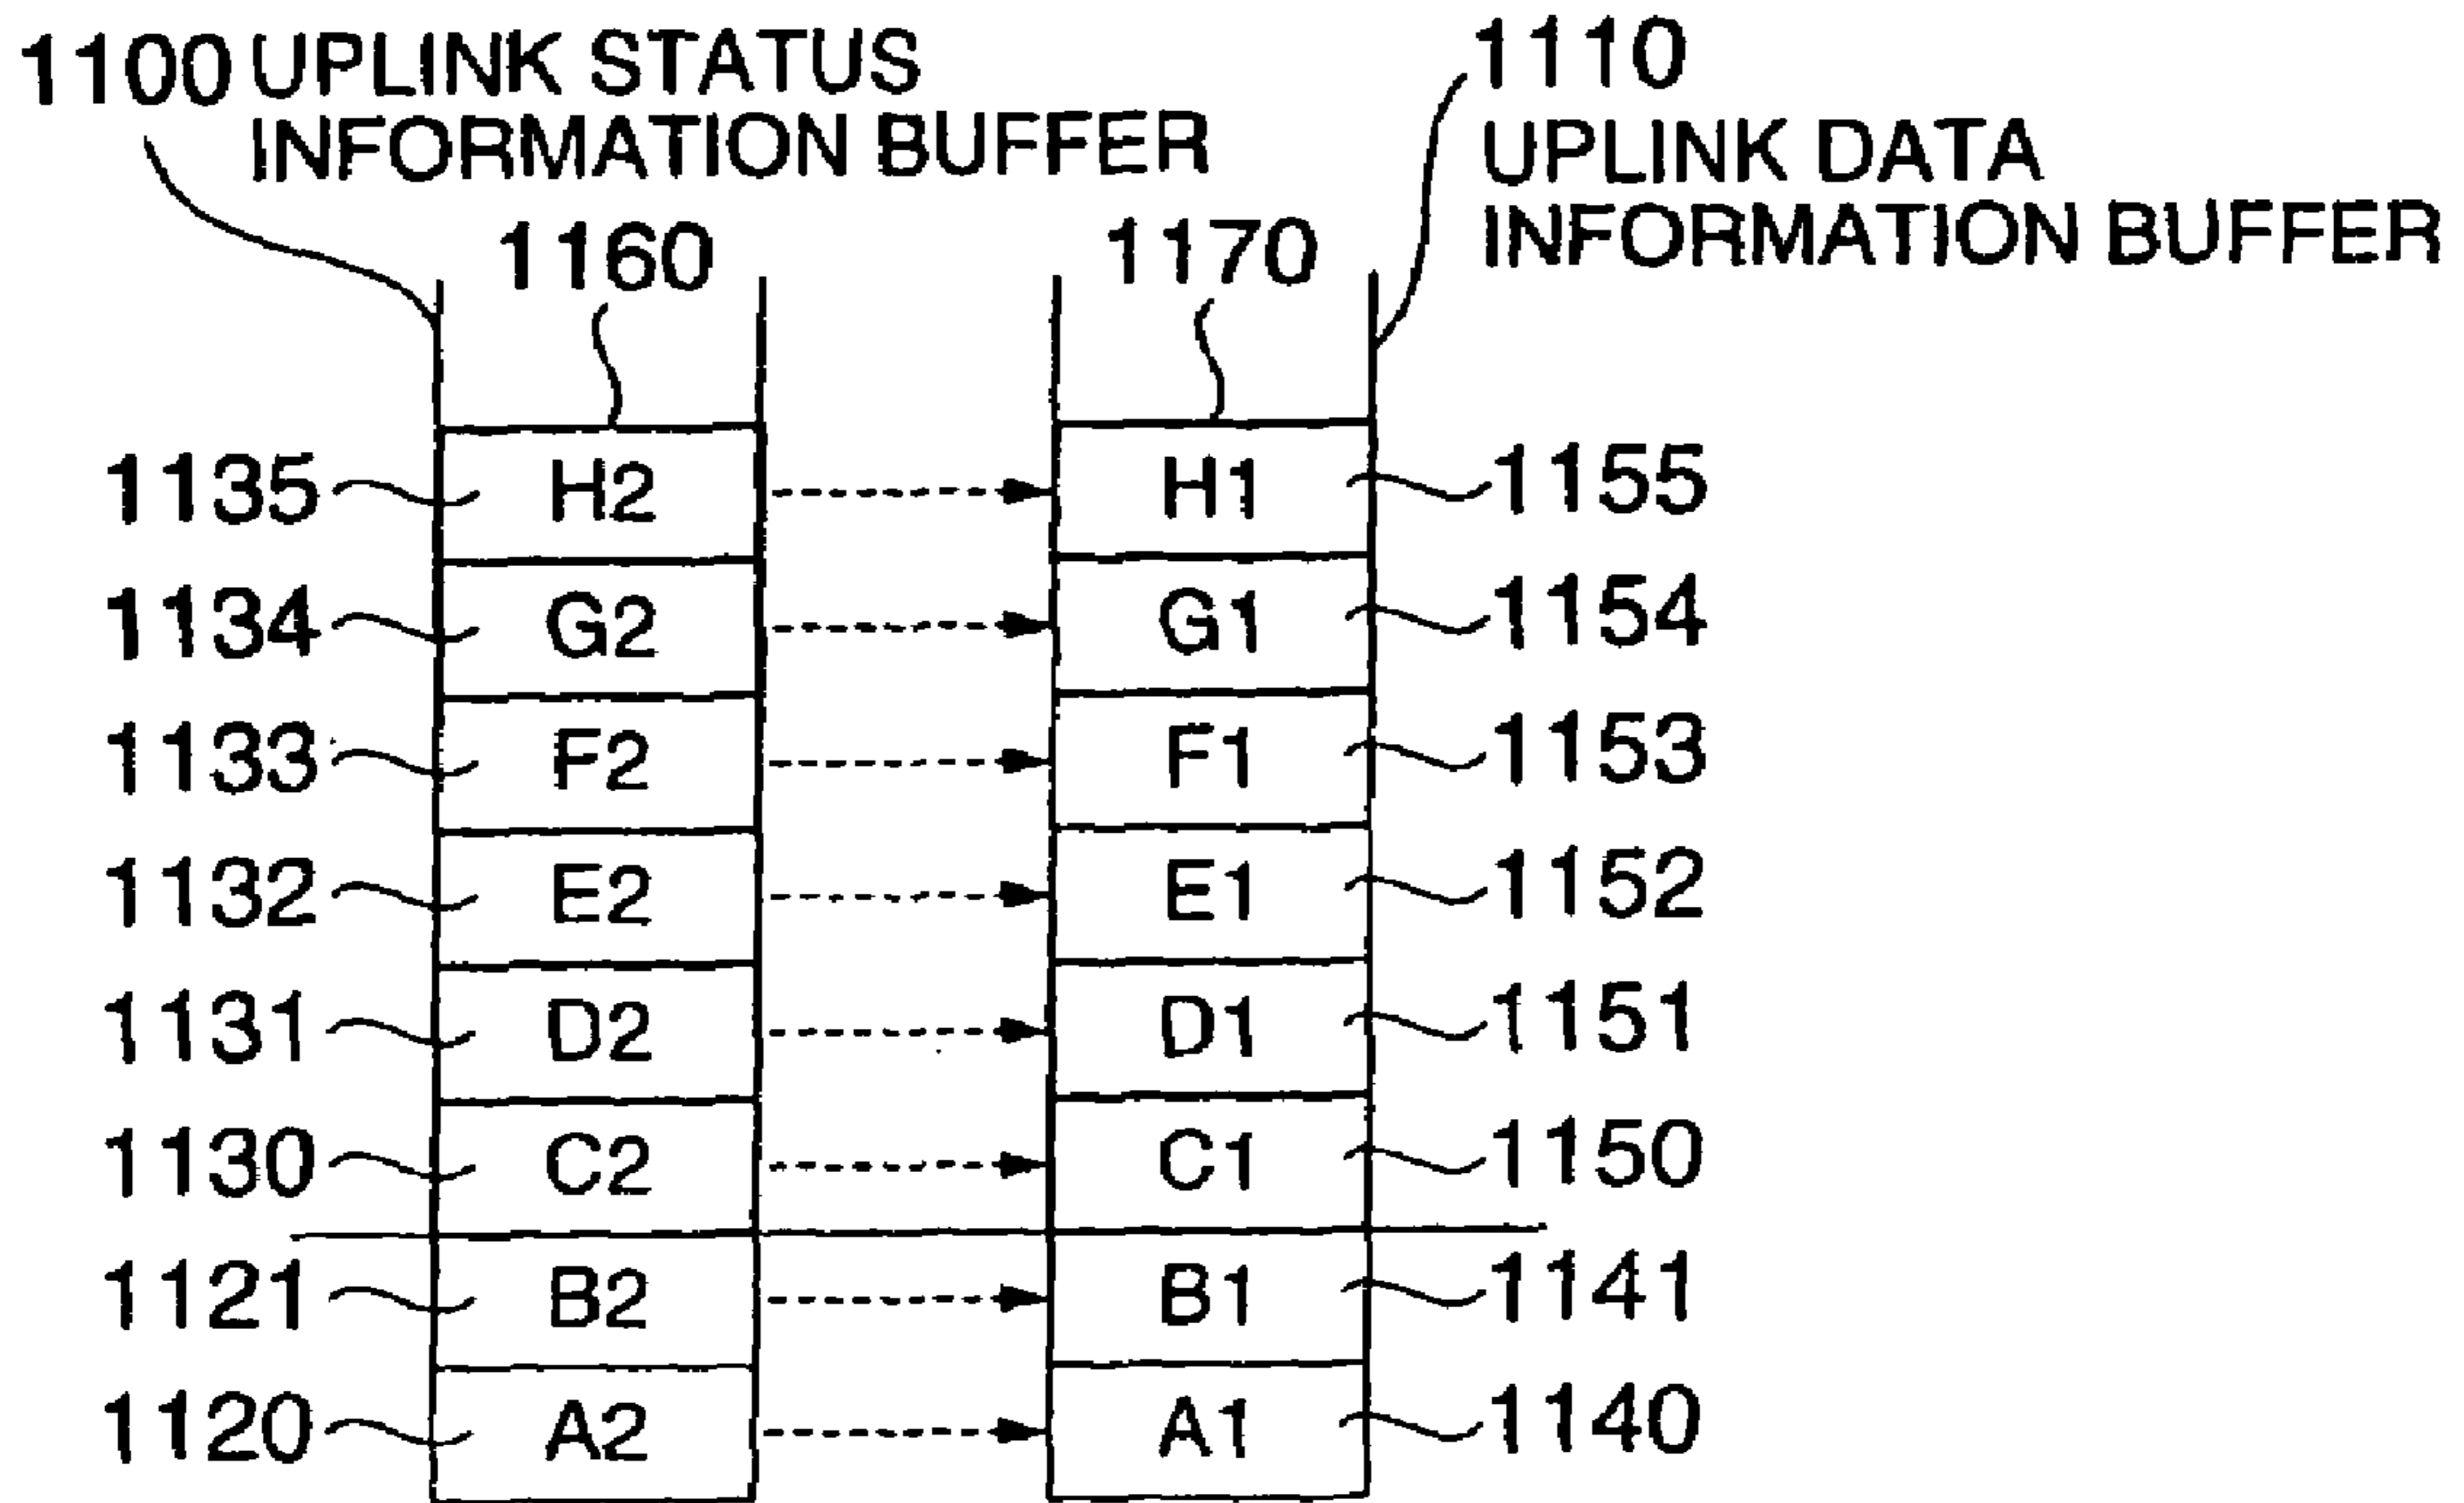 1100 UPLINK STATUS
INFORMATION BUFFER
1110
UPLINK DATA
INFORMATION BUFFER
1160 1170
1135 H2 H1 1155
1134 G2 G1 1154
1133 F2 F1 1153
1132 E2 E1 1152
1131 D2 D1 1151
1130 C2 C1 1150
1121 B2 B1 1141
1120 A2 A1 1140